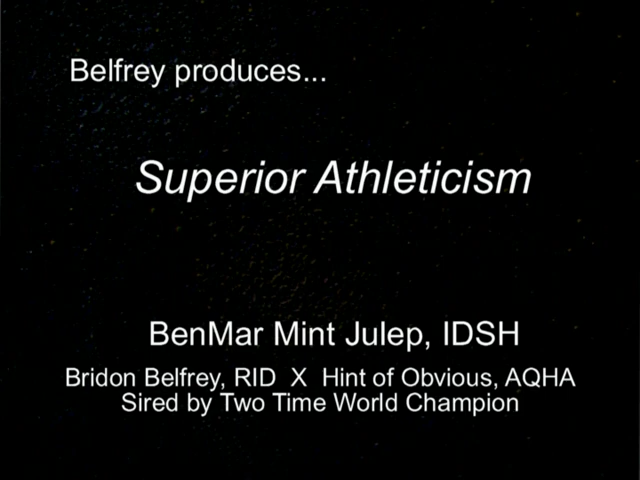 Belfrey produces...
Superior Athleticism
BenMar Mint Julep, IDSH
Bridon Belfrey, RID X Hint of Obvious, AQHA
Sired by Two Time World Champion